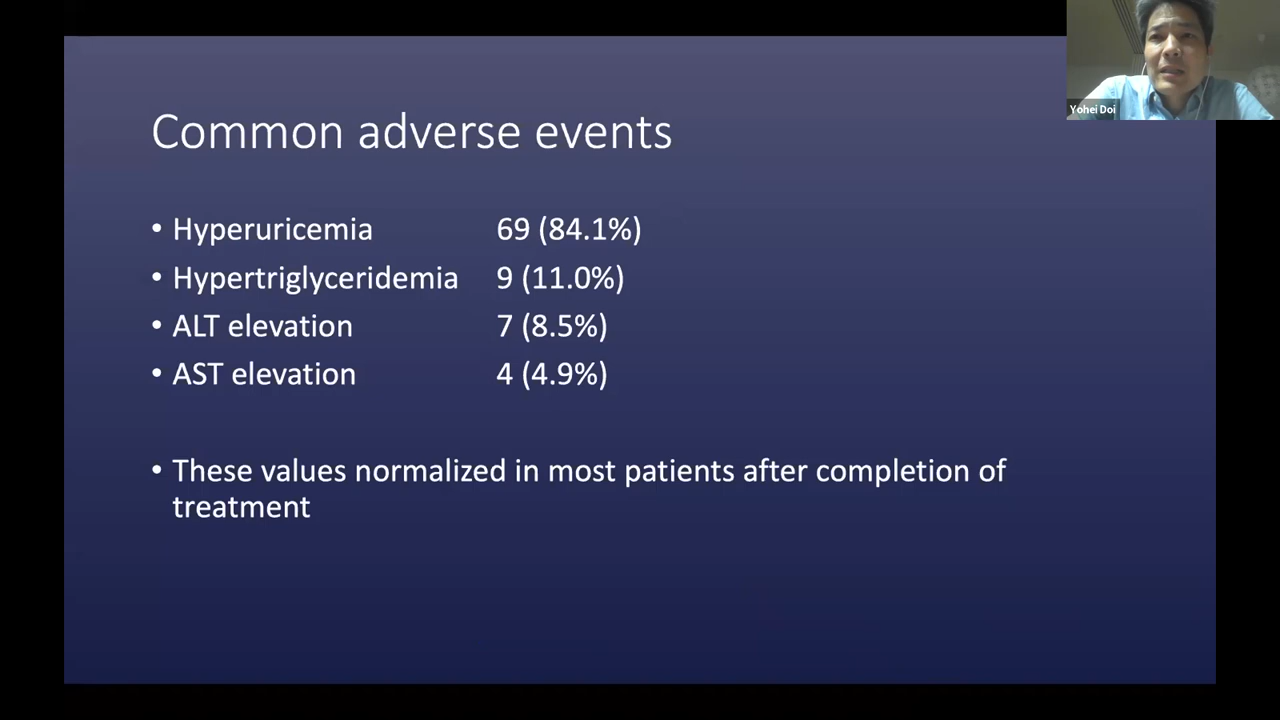 Yohei Doi
Common adverse events
• Hyperuricemia 69 (84.1%)
• Hypertriglyceridemia 9 (11.0%)
• ALT elevation 7 (8.5%)
• AST elevation 4 (4.9%)
• These values normalized in most patients after completion of
treatment